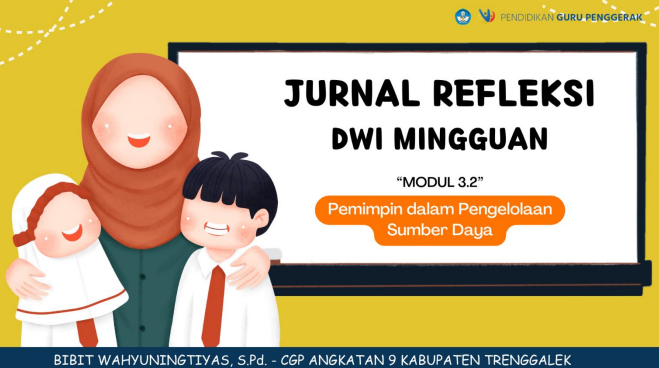 PENDIDIKAN GURU PENGGERAK
JURNAL REFLEKSI
DWI MINGGUAN
“MODUL 3.2”
Pemimpin dalam Pengelolaan
Sumber Daya
BIBIT WAHYUNINGTIYAS, S.Pd. - CGP ANGKATAN 9 KABUPATEN TRENGGALEK